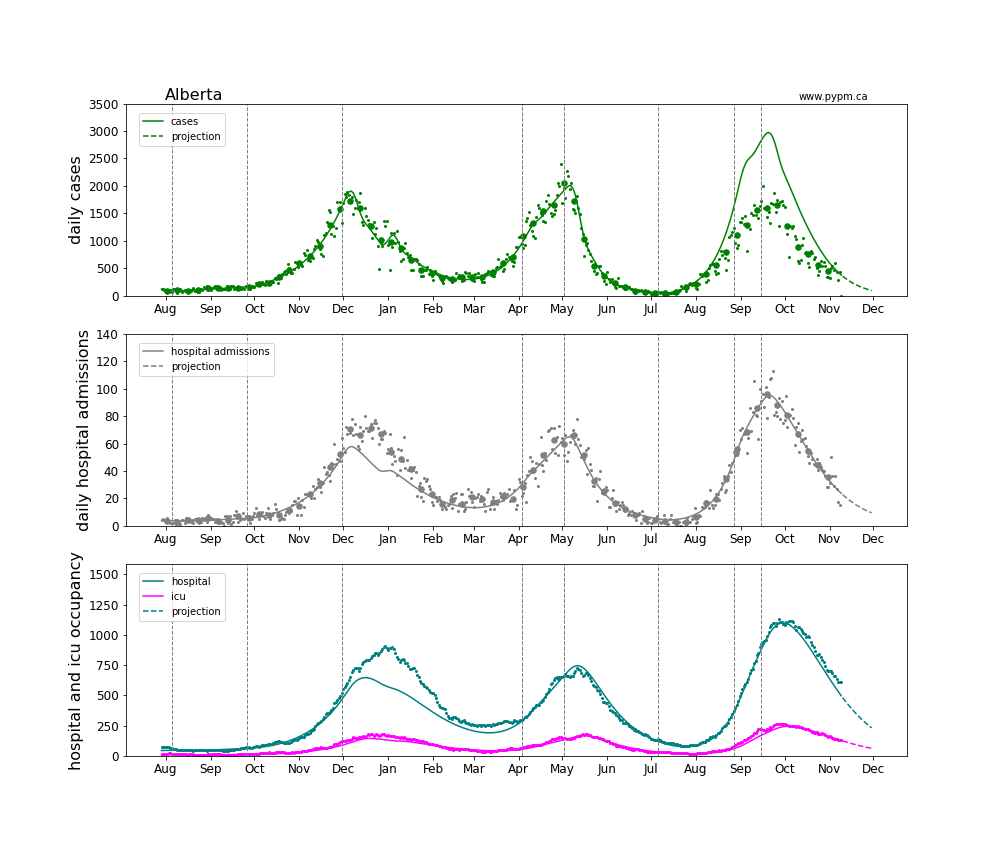 Alberta
www.pypm.ca
daily cases
3500
3000
2500
2000
1500
1000
500
0
cases
projection
Aug Sep Oct Nov Dec Jan Feb Mar Apr May Jun Jul Aug Sep Oct Nov Dec
daily hospital admissions
140
120
100
80
60
40
20
0
hospital admissions
projection
Aug Sep Oct Nov Dec Jan Feb Mar Apr May Jun Jul Aug Sep Oct Nov Dec
hospital and icu occupancy
1500
1250
1000
750
500
250
0
hospital
icu
projection
Aug Sep Oct Nov Dec Jan Feb Mar Apr May Jun Jul Aug Sep Oct Nov Dec